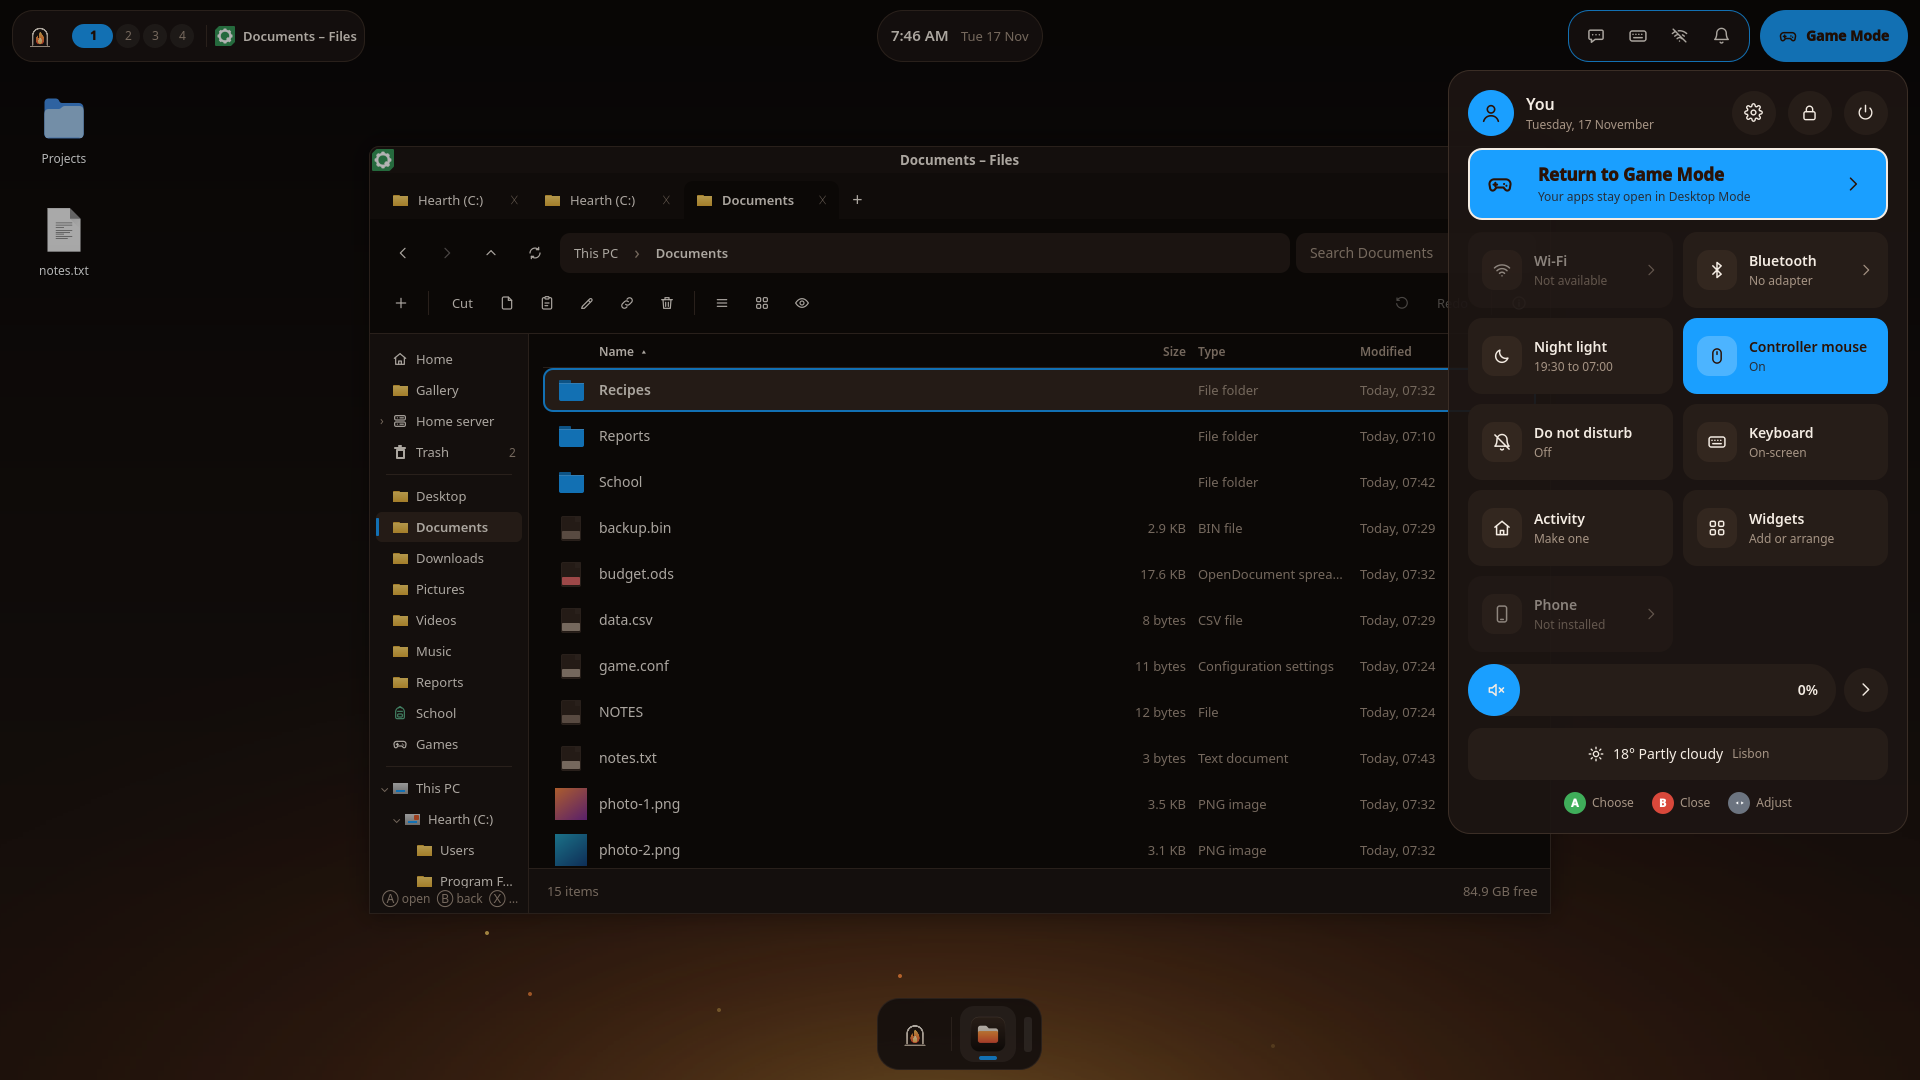 1 2 3 4 Documents – Files
7:46 AM Tue 17 Nov
Game Mode
Projects
notes.txt
Documents – Files
Hearth (C:) X Hearth (C:) X Documents X +
This PC › Documents
Search Documents
Cut
Home
Gallery
Home server
Trash 2
Desktop
Documents
Downloads
Pictures
Videos
Music
Reports
School
Games
This PC
Hearth (C:)
Users
Program F...
A open B back X ...
Name Size Type Modified
Recipes File folder Today, 07:32
Reports File folder Today, 07:10
School File folder Today, 07:42
backup.bin 2.9 KB BIN file Today, 07:29
budget.ods 17.6 KB OpenDocument sprea... Today, 07:32
data.csv 8 bytes CSV file Today, 07:29
game.conf 11 bytes Configuration settings Today, 07:24
NOTES 12 bytes File Today, 07:24
notes.txt 3 bytes Text document Today, 07:43
photo-1.png 3.5 KB PNG image Today, 07:32
photo-2.png 3.1 KB PNG image Today, 07:32
15 items 84.9 GB free
You
Tuesday, 17 November
Return to Game Mode
Your apps stay open in Desktop Mode
Wi-Fi
Not available
Bluetooth
No adapter
Night light
19:30 to 07:00
Controller mouse
On
Do not disturb
Off
Keyboard
On-screen
Activity
Make one
Widgets
Add or arrange
Phone
Not installed
0%
18° Partly cloudy Lisbon
A Choose B Close Adjust